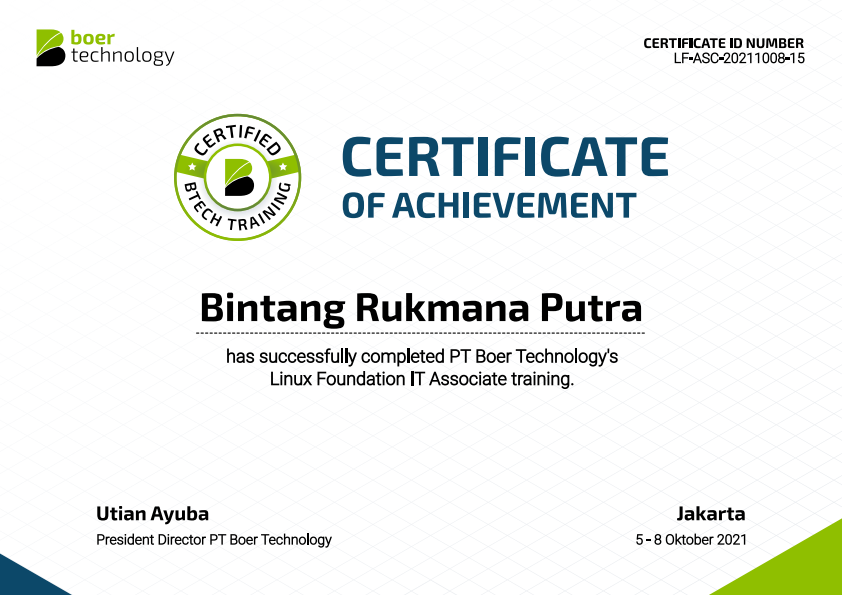 boer
technology
CERTIFICATE ID NUMBER
LF-ASC-20211008-15
CERTIFIED
BTECH TRAINING
CERTIFICATE
OF ACHIEVEMENT
Bintang Rukmana Putra
has successfully completed PT Boer Technology's
Linux Foundation IT Associate training.
Utian Ayuba
President Director PT Boer Technology
Jakarta
5 - 8 Oktober 2021